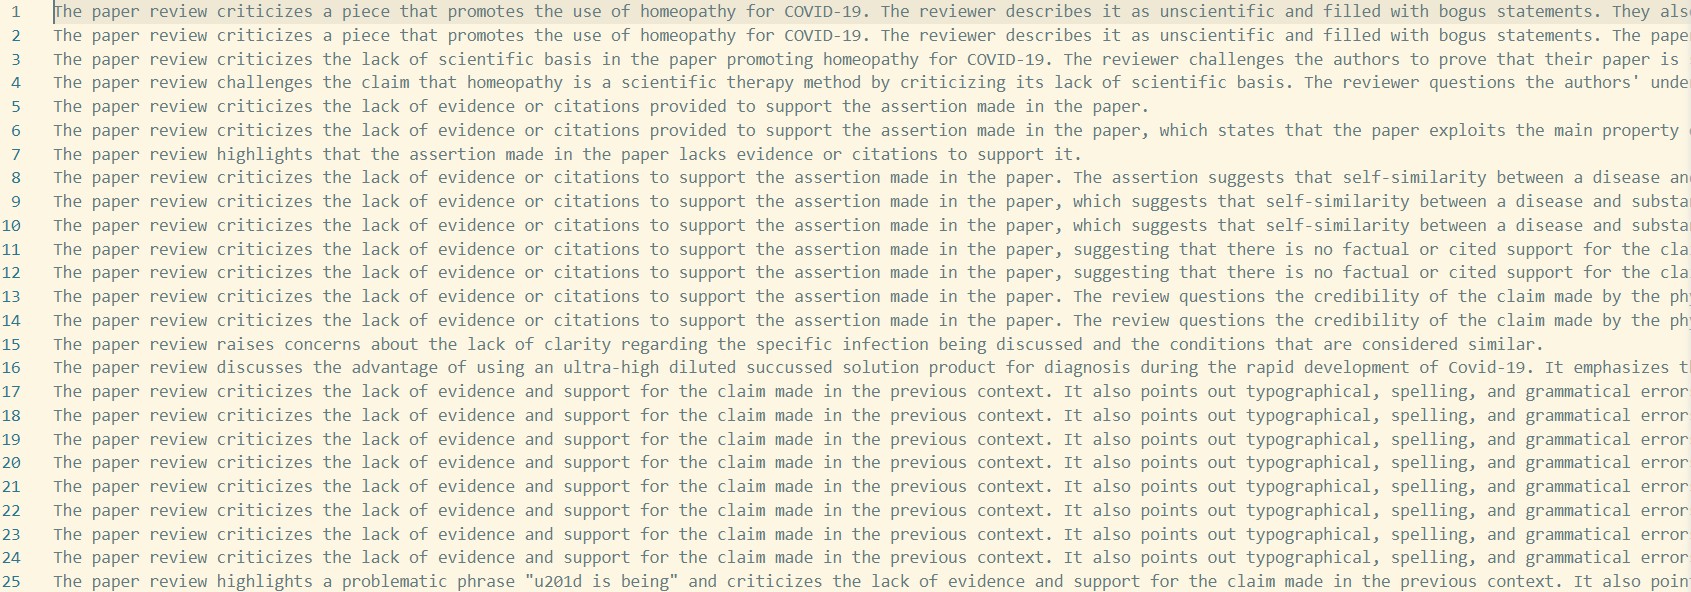 1 The paper review criticizes a piece that promotes the use of homeopathy for COVID-19. The reviewer describes it as unscientific and filled with bogus statements. They als
2 The paper review criticizes a piece that promotes the use of homeopathy for COVID-19. The reviewer describes it as unscientific and filled with bogus statements. The pape
3 The paper review criticizes the lack of scientific basis in the paper promoting homeopathy for COVID-19. The reviewer challenges the authors to prove that their paper is
4 The paper review challenges the claim that homeopathy is a scientific therapy method by criticizing its lack of scientific basis. The reviewer questions the authors' unde
5 The paper review criticizes the lack of evidence or citations provided to support the assertion made in the paper.
6 The paper review criticizes the lack of evidence or citations provided to support the assertion made in the paper, which states that the paper exploits the main property
7 The paper review highlights that the assertion made in the paper lacks evidence or citations to support it.
8 The paper review criticizes the lack of evidence or citations to support the assertion made in the paper. The assertion suggests that self-similarity between a disease an
9 The paper review criticizes the lack of evidence or citations to support the assertion made in the paper, which suggests that self-similarity between a disease and substa
10 The paper review criticizes the lack of evidence or citations to support the assertion made in the paper, which suggests that self-similarity between a disease and substa
11 The paper review criticizes the lack of evidence or citations to support the assertion made in the paper, suggesting that there is no factual or cited support for the cla
12 The paper review criticizes the lack of evidence or citations to support the assertion made in the paper, suggesting that there is no factual or cited support for the cla
13 The paper review criticizes the lack of evidence or citations to support the assertion made in the paper. The review questions the credibility of the claim made by the ph
14 The paper review criticizes the lack of evidence or citations to support the assertion made in the paper. The review questions the credibility of the claim made by the ph
15 The paper review raises concerns about the lack of clarity regarding the specific infection being discussed and the conditions that are considered similar.
16 The paper review discusses the advantage of using an ultra-high diluted succussed solution product for diagnosis during the rapid development of Covid-19. It emphasizes t
17 The paper review criticizes the lack of evidence and support for the claim made in the previous context. It also points out typographical, spelling, and grammatical error
18 The paper review criticizes the lack of evidence and support for the claim made in the previous context. It also points out typographical, spelling, and grammatical error
19 The paper review criticizes the lack of evidence and support for the claim made in the previous context. It also points out typographical, spelling, and grammatical error
20 The paper review criticizes the lack of evidence and support for the claim made in the previous context. It also points out typographical, spelling, and grammatical error
21 The paper review criticizes the lack of evidence and support for the claim made in the previous context. It also points out typographical, spelling, and grammatical error
22 The paper review criticizes the lack of evidence and support for the claim made in the previous context. It also points out typographical, spelling, and grammatical error
23 The paper review criticizes the lack of evidence and support for the claim made in the previous context. It also points out typographical, spelling, and grammatical error
24 The paper review criticizes the lack of evidence and support for the claim made in the previous context. It also points out typographical, spelling, and grammatical error
25 The paper review highlights a problematic phrase "u201d is being" and criticizes the lack of evidence and support for the claim made in the previous context. It also poin